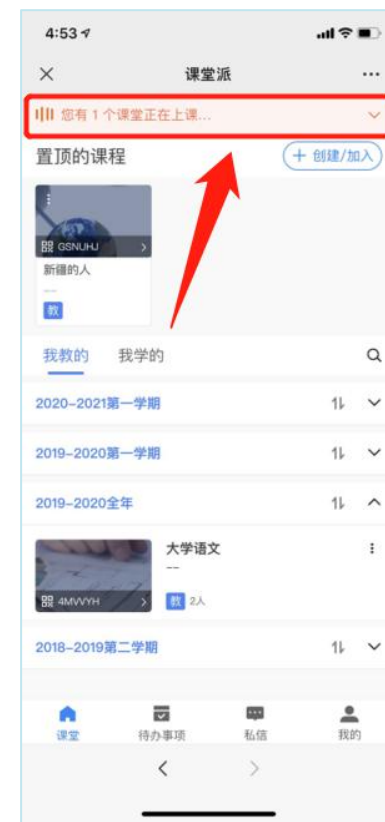 4:53
课堂派
您有 1 个课堂正在上课...
置顶的课程
+ 创建/加入
GSNUHJ
新疆的人
--
教
我教的 我学的
2020-2021第一学期
2019-2020第一学期
2019-2020全年
大学语文
--
4MVVYH
教 2人
2018-2019第二学期
课堂 待办事项 私信 我的